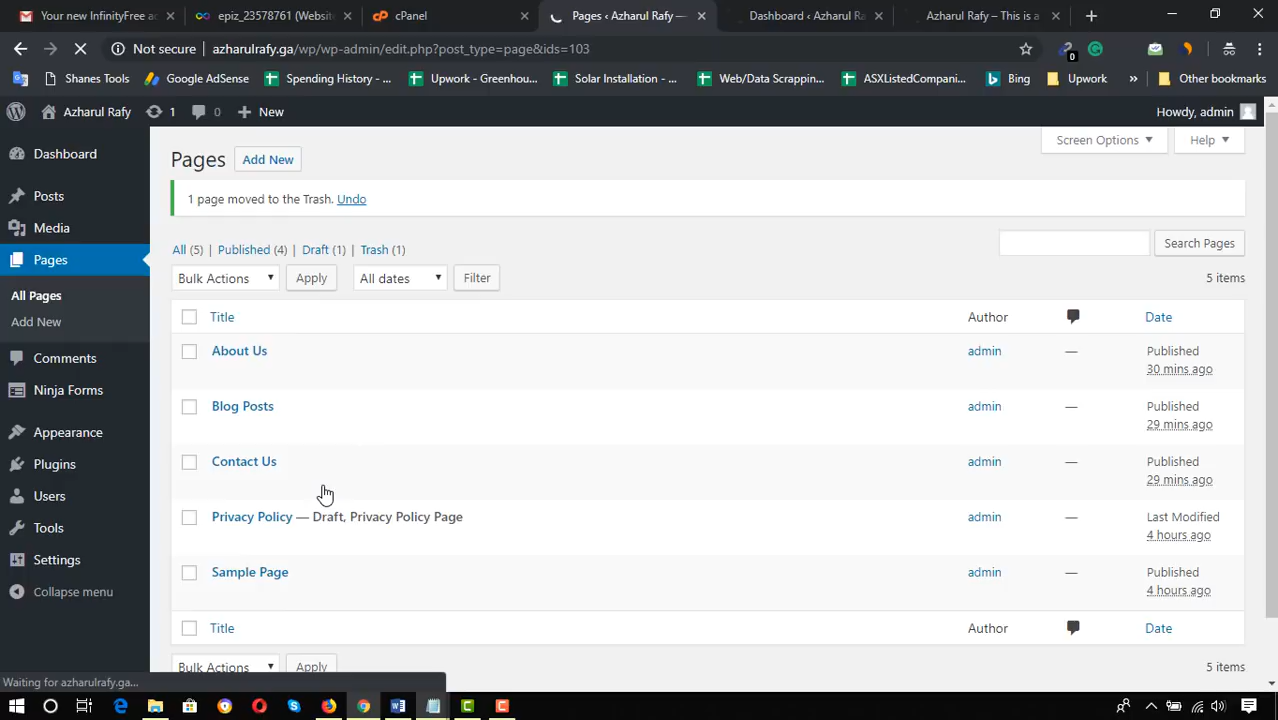 Your new InfinityFree ac
epiz_23578761 (Website
cPanel
Pages ‹ Azharul Rafy —
Dashboard ‹ Azharul Ra
Azharul Rafy – This is a
Not secure azharulrafy.ga/wp/wp-admin/edit.php?post_type=page&ids=103
0
Shanes Tools
Google AdSense
Spending History - ...
Upwork - Greenhou...
Solar Installation - ...
Web/Data Scrappin...
ASXListedCompani...
Bing
Upwork
»
Other bookmarks
Azharul Rafy
1
0
New
Howdy, admin
Dashboard
Posts
Media
Pages
All Pages
Add New
Comments
Ninja Forms
Appearance
Plugins
Users
Tools
Settings
Collapse menu
Screen Options
Help
Pages
Add New
1 page moved to the Trash. Undo
All (5) | Published (4) | Draft (1) | Trash (1)
Search Pages
Bulk Actions
Apply
All dates
Filter
5 items
Title Author Date
About Us admin — Published
30 mins ago
Blog Posts admin — Published
29 mins ago
Contact Us admin — Published
29 mins ago
Privacy Policy — Draft, Privacy Policy Page admin — Last Modified
4 hours ago
Sample Page admin — Published
4 hours ago
Title Author Date
Bulk Actions
Apply
5 items
Waiting for azharulrafy.ga...